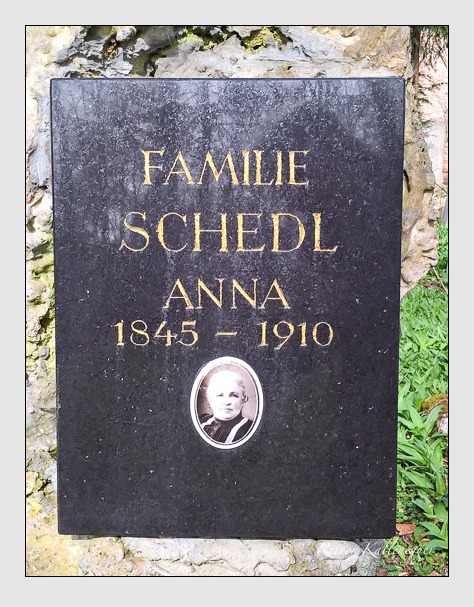 FAMILIE
SCHEDL
ANNA
1845 – 1910